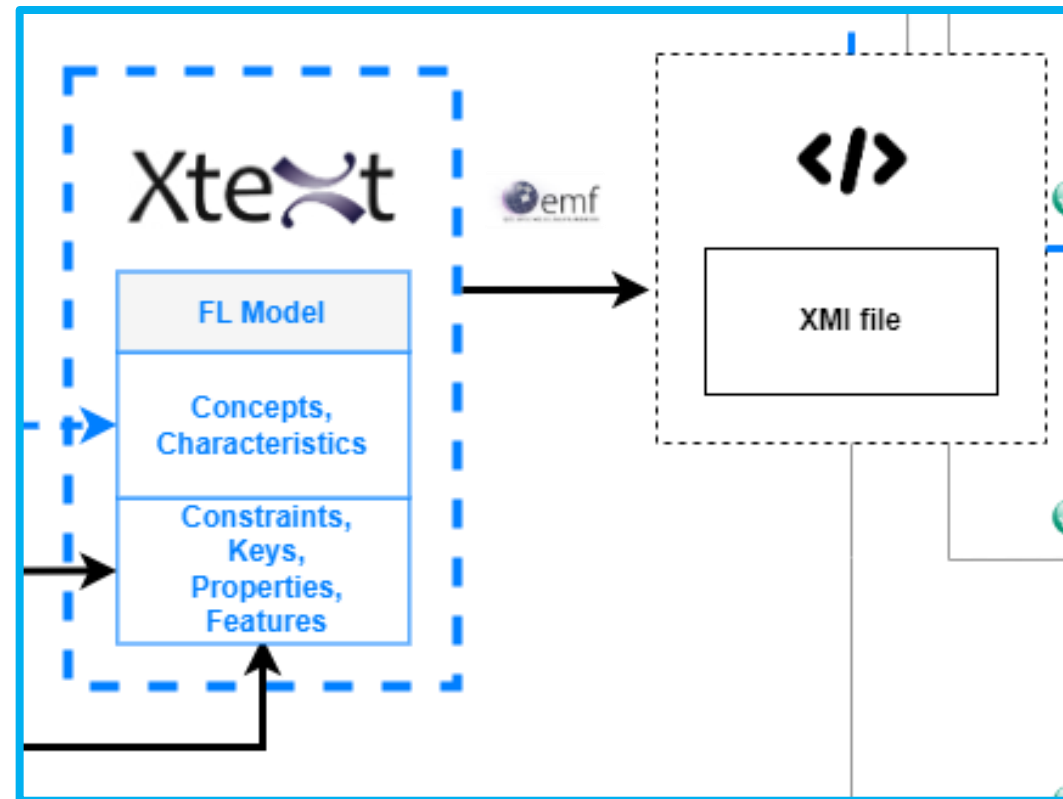 Xtext
emf
</>
FL Model
XMI file
Concepts,
Characteristics
Constraints,
Keys,
Properties,
Features